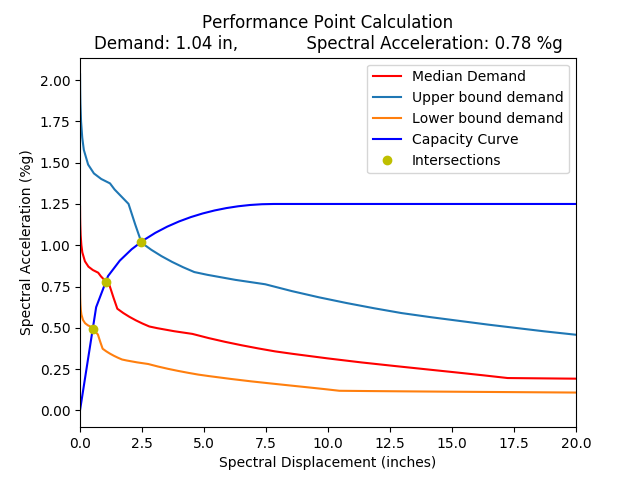 Performance Point Calculation
Demand: 1.04 in, Spectral Acceleration: 0.78 %g
Median Demand
Upper bound demand
Lower bound demand
Capacity Curve
Intersections
Spectral Acceleration (%g)
2.00
1.75
1.50
1.25
1.00
0.75
0.50
0.25
0.00
0.0 2.5 5.0 7.5 10.0 12.5 15.0 17.5 20.0
Spectral Displacement (inches)